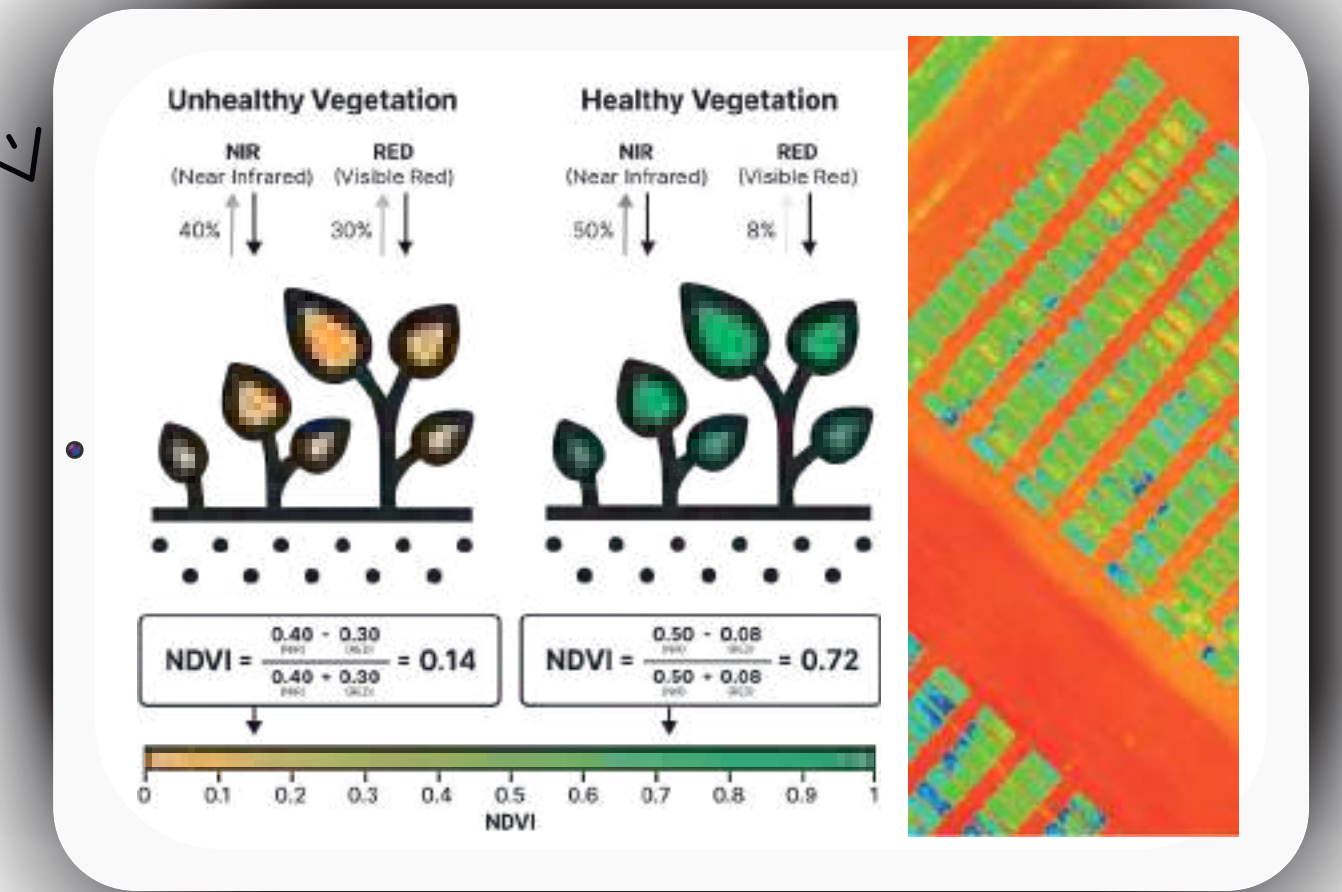 Unhealthy Vegetation
NIR
(Near Infrared)
RED
(Visible Red)
40%
30%
Healthy Vegetation
NIR
(Near Infrared)
RED
(Visible Red)
50%
8%
NDVI = 0.40 - 0.30 / 0.40 + 0.30 = 0.14
NDVI = 0.50 - 0.08 / 0.50 + 0.08 = 0.72
0 0.1 0.2 0.3 0.4 0.5 0.6 0.7 0.8 0.9 1
NDVI